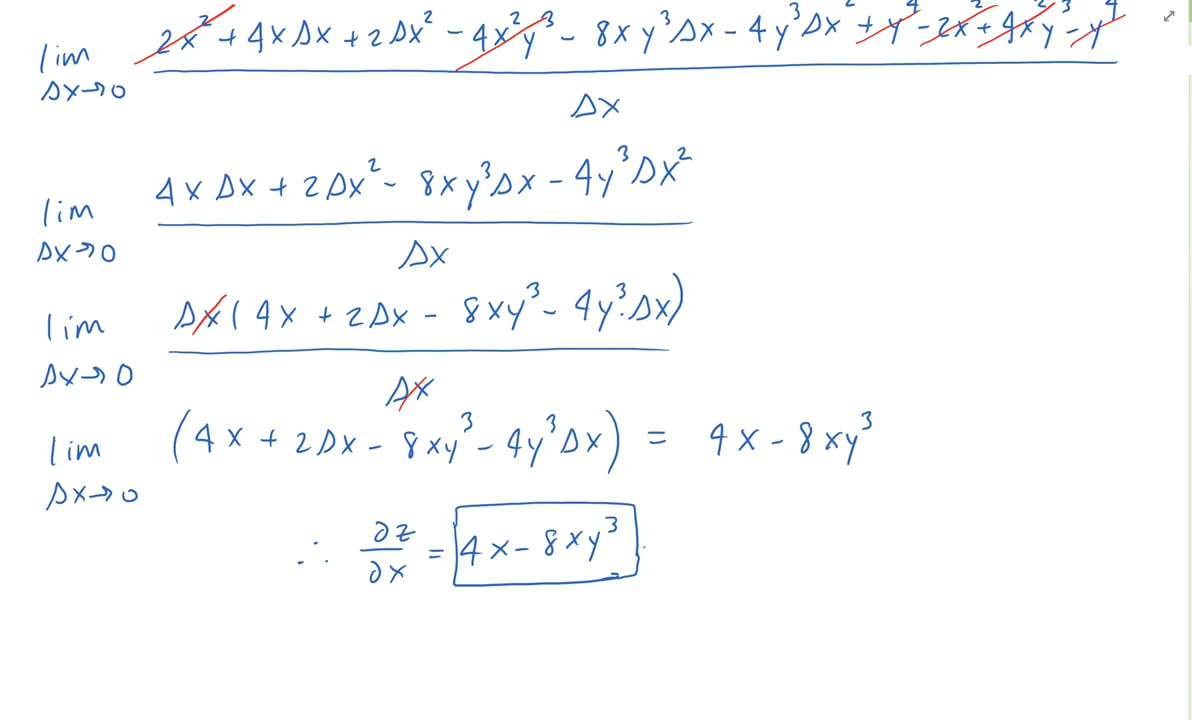 lim Δx→0 (2x² + 4xΔx + 2Δx² − 4x²y³ − 8xy³Δx − 4y³Δx² + y⁴ − 2x² + 4x²y³ − y⁴) / Δx
lim Δx→0 (4xΔx + 2Δx² − 8xy³Δx − 4y³Δx²) / Δx
lim Δx→0 Δx(4x + 2Δx − 8xy³ − 4y³·Δx) / Δx
lim Δx→0 (4x + 2Δx − 8xy³ − 4y³Δx) = 4x − 8xy³
∴ ∂z/∂x = 4x − 8xy³